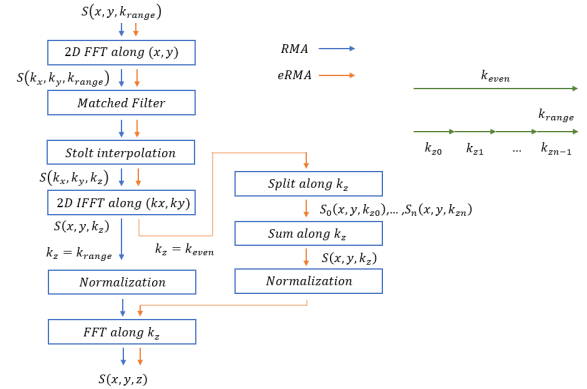 S(x, y, k_range)
2D FFT along (x, y)
S(k_x, k_y, k_range)
Matched Filter
Stolt interpolation
S(k_x, k_y, k_z)
2D IFFT along (kx, ky)
S(x, y, k_z)
k_z = k_range
k_z = k_even
Normalization
FFT along k_z
S(x, y, z)
Split along k_z
S_0(x, y, k_z0), … , S_n(x, y, k_zn)
Sum along k_z
S(x, y, k_z)
Normalization
RMA
eRMA
k_even
k_range
k_z0 k_z1 … k_zn−1